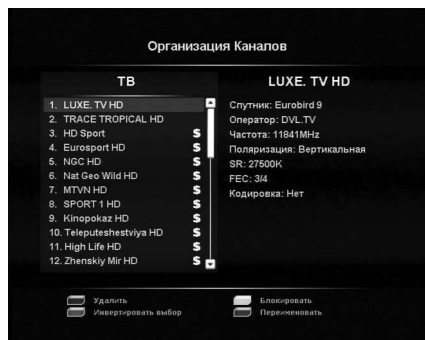 Организация Каналов
ТВ
1. LUXE. TV HD
2. TRACE TROPICAL HD
3. HD Sport $
4. Eurosport HD $
5. NGC HD $
6. Nat Geo Wild HD $
7. MTVN HD $
8. SPORT 1 HD $
9. Kinopokaz HD $
10. Teleputeshestviya HD $
11. High Life HD $
12. Zhenskiy Mir HD $
LUXE. TV HD
Спутник: Eurobird 9
Оператор: DVL.TV
Частота: 11841MHz
Поляризация: Вертикальная
SR: 27500K
FEC: 3/4
Кодировка: Нет
Удалить
Инвертировать выбор
Блокировать
Переименовать